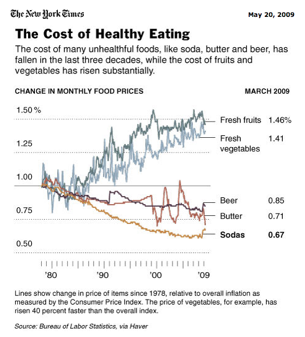 The New York Times
May 20, 2009
The Cost of Healthy Eating
The cost of many unhealthful foods, like soda, butter and beer, has
fallen in the last three decades, while the cost of fruits and
vegetables has risen substantially.
CHANGE IN MONTHLY FOOD PRICES
MARCH 2009
1.50 %
1.25
1.00
0.75
0.50
Fresh fruits 1.46%
Fresh 1.41
vegetables
Beer 0.85
Butter 0.71
Sodas 0.67
'80 '90 '00 '09
Lines show change in price of items since 1978, relative to overall inflation as
measured by the Consumer Price Index. The price of vegetables, for example, has
risen 40 percent faster than the overall index.
Source: Bureau of Labor Statistics, via Haver